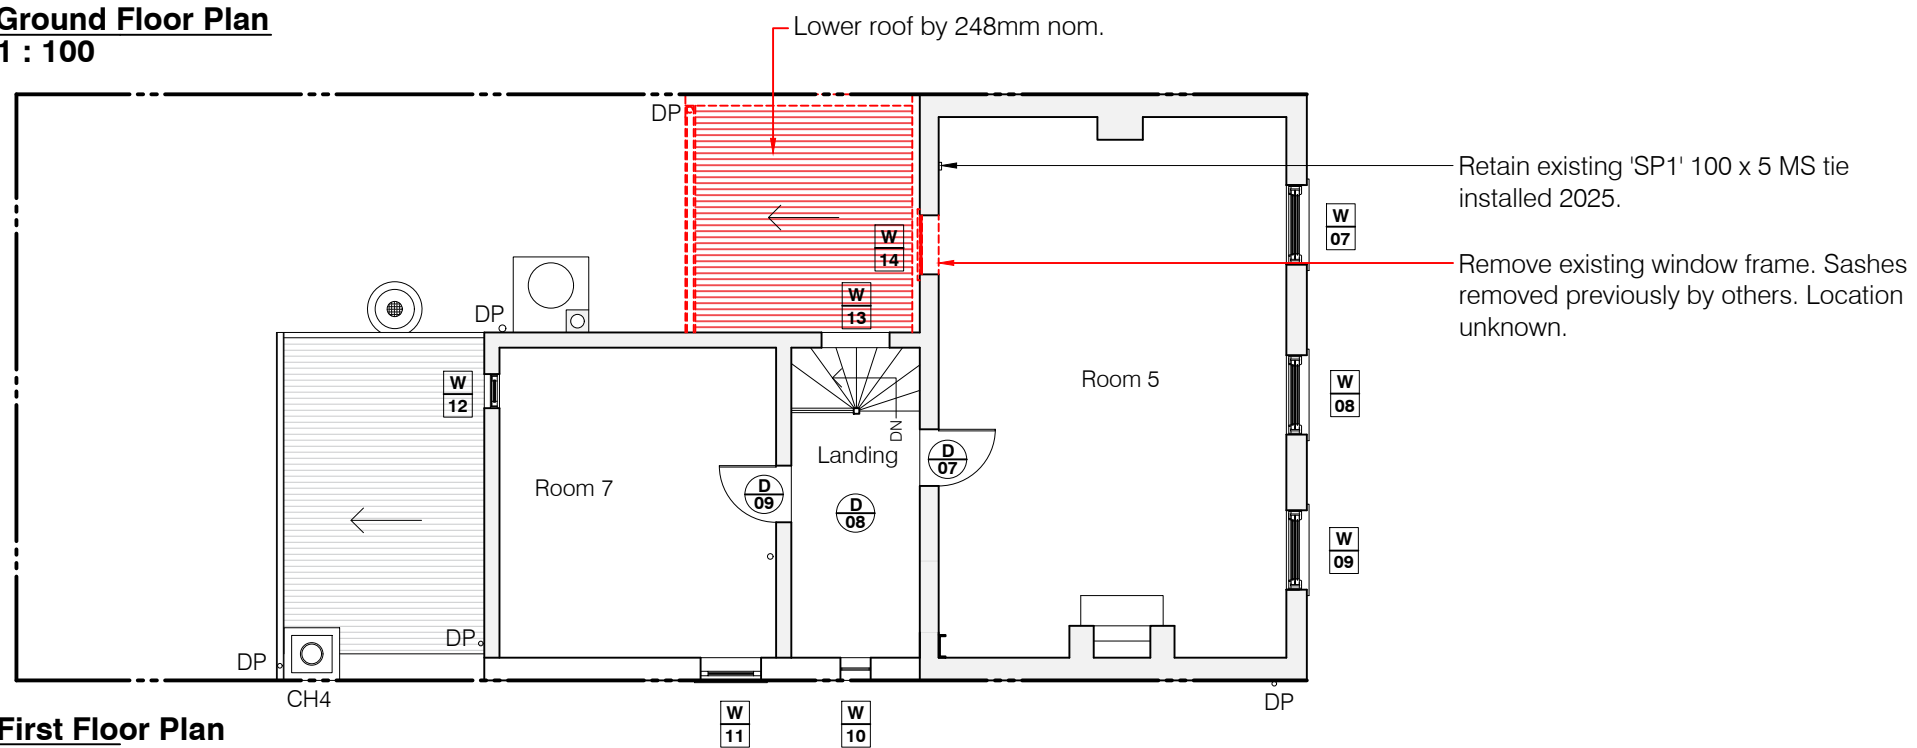 Ground Floor Plan
1 : 100
Lower roof by 248mm nom.
DP
Retain existing 'SP1' 100 x 5 MS tie
installed 2025.
W
07
W
14
Remove existing window frame. Sashes
removed previously by others. Location
unknown.
W
13
DP
W
12
Room 5
W
08
DN
Landing
D
07
Room 7
D
09
D
08
W
09
DP
DP
CH4
DP
W
11
W
10
First Floor Plan